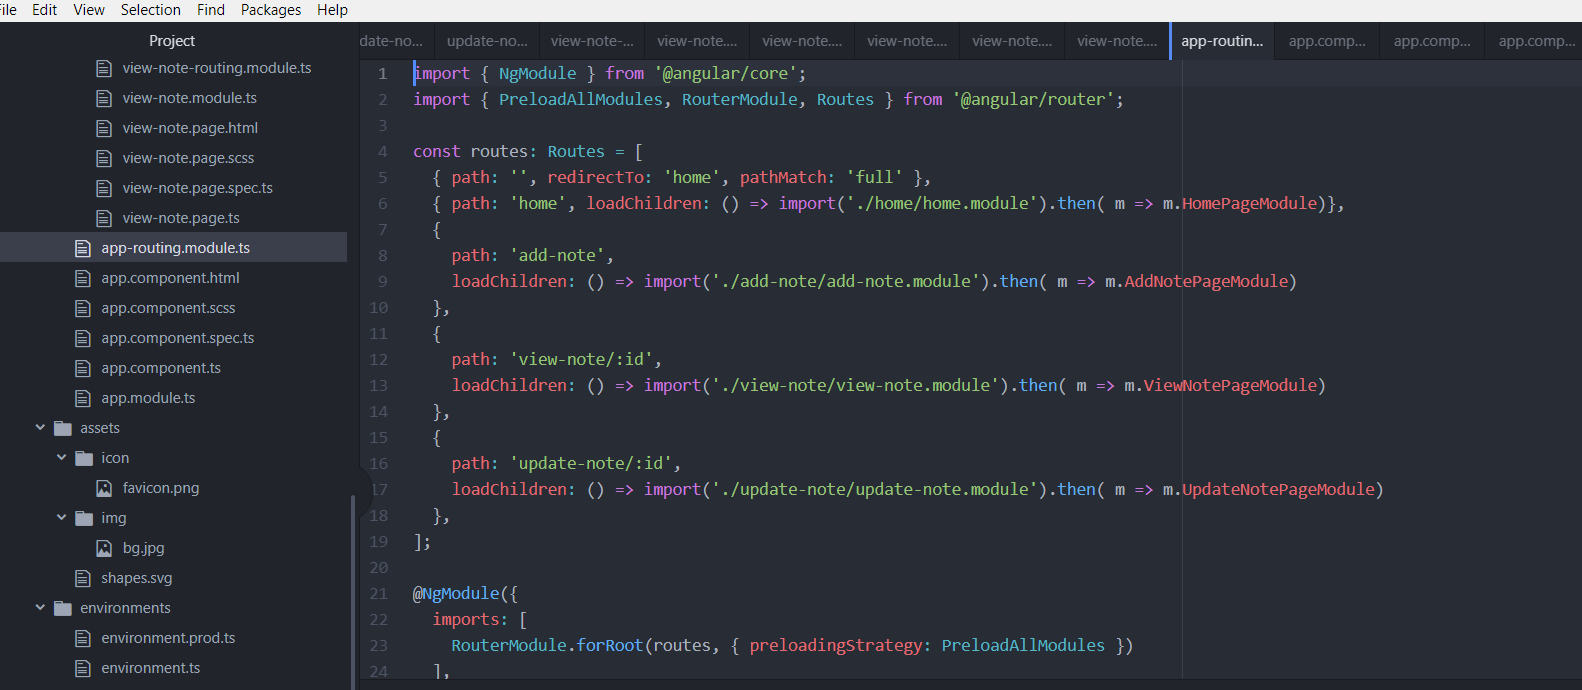 ile Edit View Selection Find Packages Help
Project
view-note-routing.module.ts
view-note.module.ts
view-note.page.html
view-note.page.scss
view-note.page.spec.ts
view-note.page.ts
app-routing.module.ts
app.component.html
app.component.scss
app.component.spec.ts
app.component.ts
app.module.ts
assets
icon
favicon.png
img
bg.jpg
shapes.svg
environments
environment.prod.ts
environment.ts
date-no... update-no... view-note-... view-note.... view-note.... view-note.... view-note.... view-note.... app-routin... app.comp... app.comp... app.comp...
1 import { NgModule } from '@angular/core';
2 import { PreloadAllModules, RouterModule, Routes } from '@angular/router';
3
4 const routes: Routes = [
5 { path: '', redirectTo: 'home', pathMatch: 'full' },
6 { path: 'home', loadChildren: () => import('./home/home.module').then( m => m.HomePageModule)},
7 {
8 path: 'add-note',
9 loadChildren: () => import('./add-note/add-note.module').then( m => m.AddNotePageModule)
10 },
11 {
12 path: 'view-note/:id',
13 loadChildren: () => import('./view-note/view-note.module').then( m => m.ViewNotePageModule)
14 },
15 {
16 path: 'update-note/:id',
17 loadChildren: () => import('./update-note/update-note.module').then( m => m.UpdateNotePageModule)
18 },
19 ];
20
21 @NgModule({
22 imports: [
23 RouterModule.forRoot(routes, { preloadingStrategy: PreloadAllModules })
24 ],